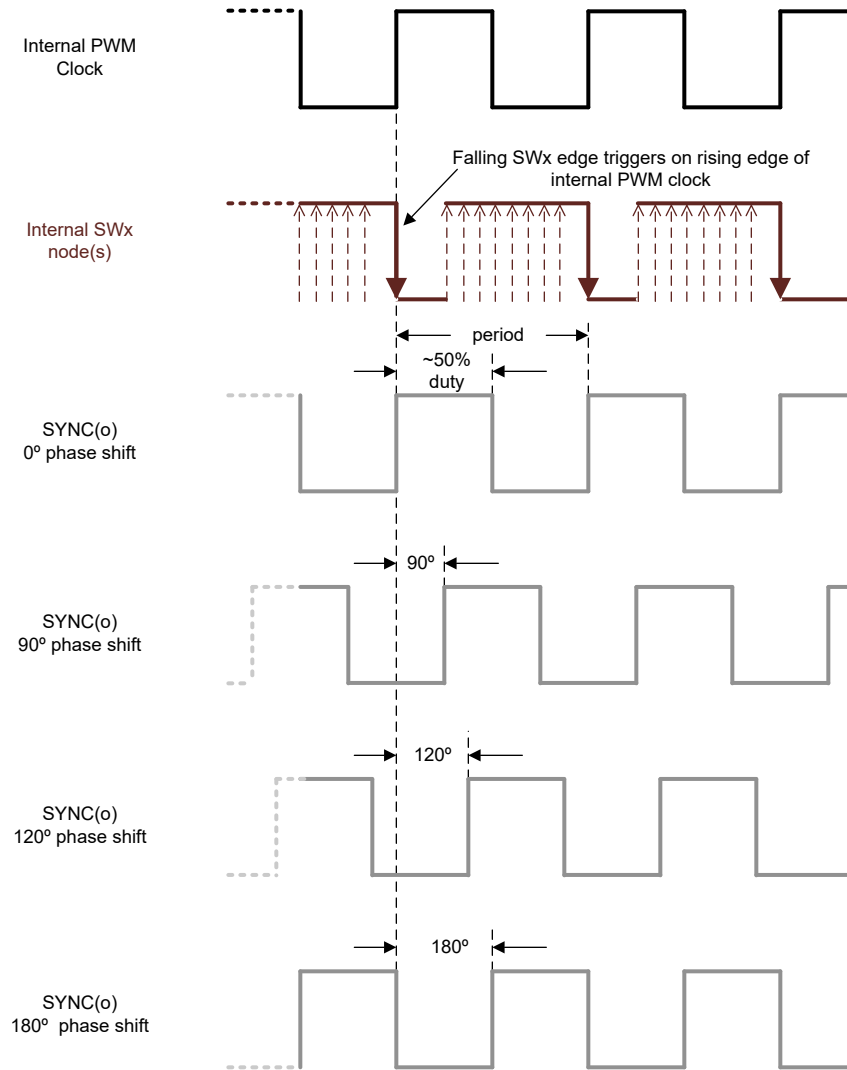 Internal PWM
Clock
Falling SWx edge triggers on rising edge of
internal PWM clock
Internal SWx
node(s)
period
~50%
duty
SYNC(o)
0º phase shift
90º
SYNC(o)
90º phase shift
120º
SYNC(o)
120º phase shift
180º
SYNC(o)
180º phase shift